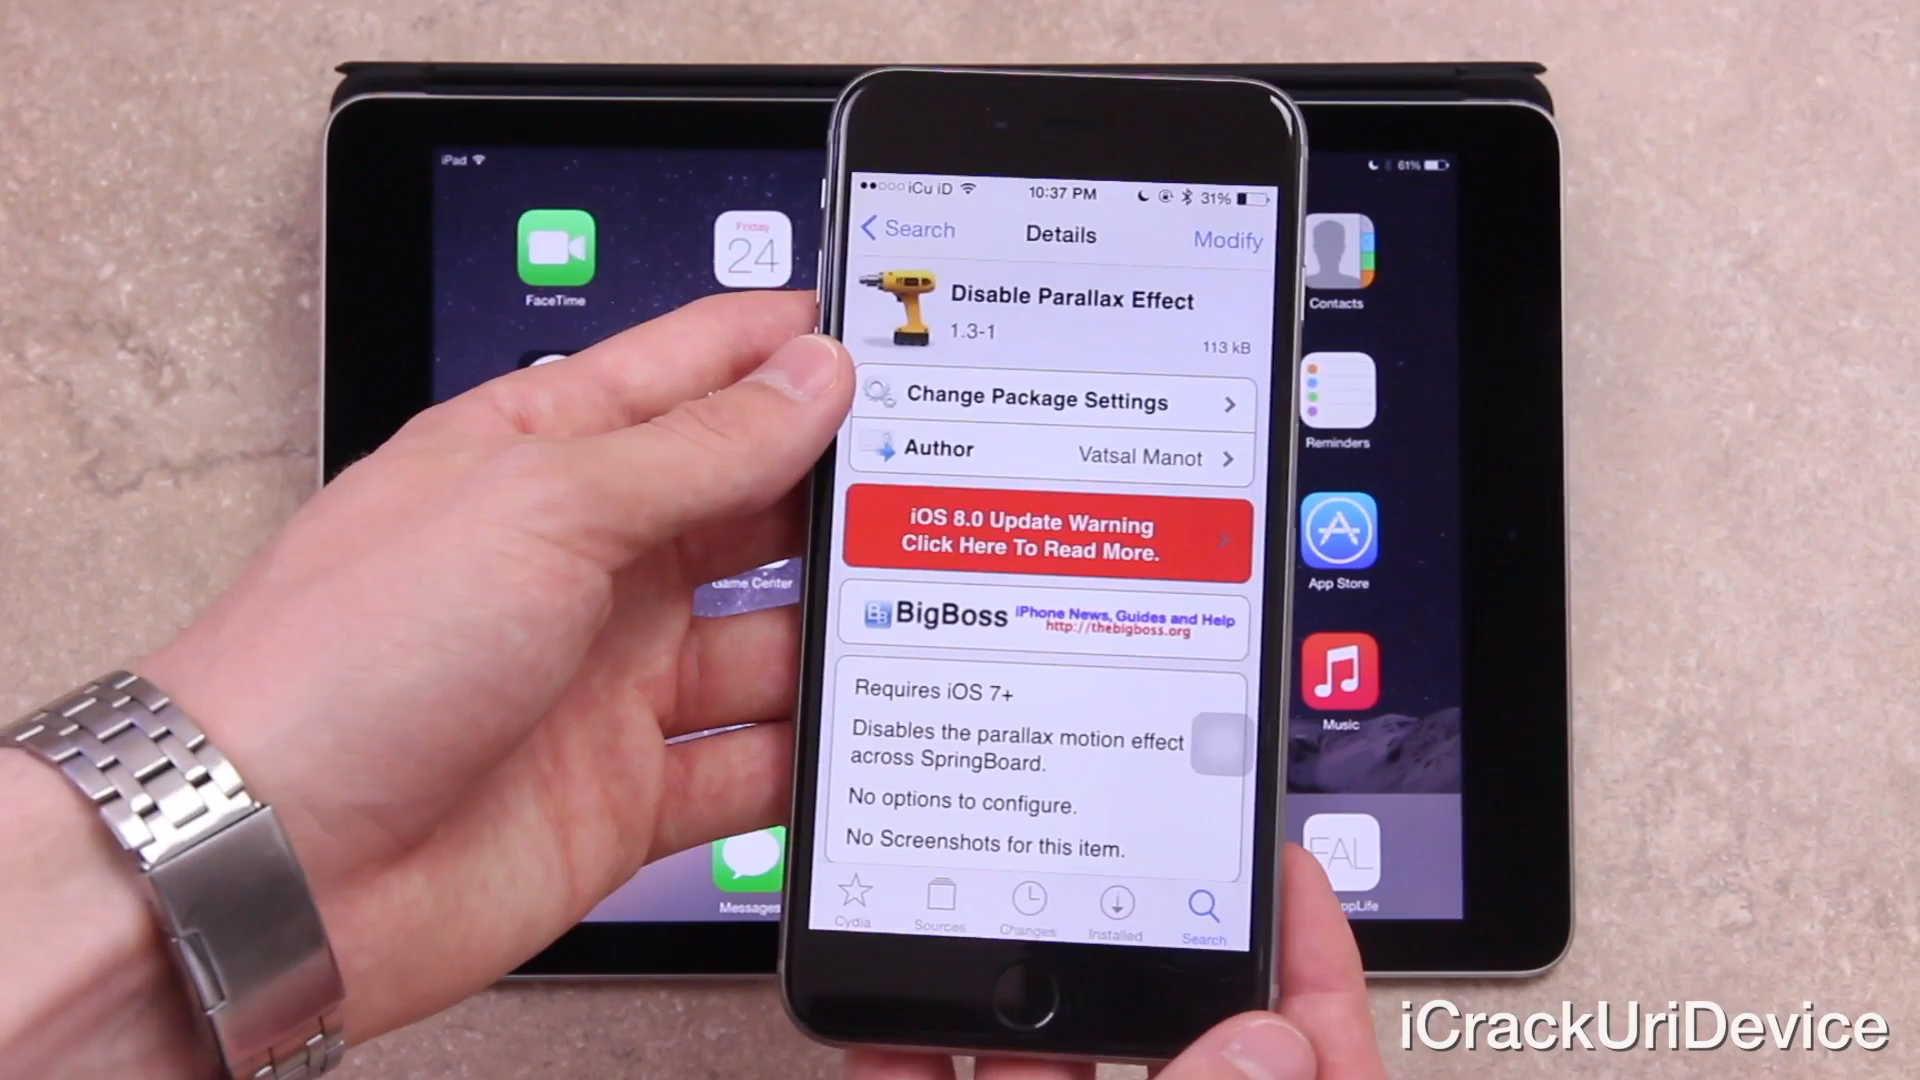 iPad
61%
FaceTime
Friday
24
Game Center
Messages
iCu iD
10:37 PM
31%
Search
Details
Modify
Disable Parallax Effect
1.3-1
113 kB
Change Package Settings
Author
Vatsal Manot
iOS 8.0 Update Warning
Click Here To Read More.
BigBoss
iPhone News, Guides and Help
http://thebigboss.org
Requires iOS 7+
Disables the parallax motion effect
across SpringBoard.
No options to configure.
No Screenshots for this item.
Cydia
Sources
Changes
Installed
Search
Contacts
Reminders
App Store
Music
FAL
ppLife
iCrackUriDevice